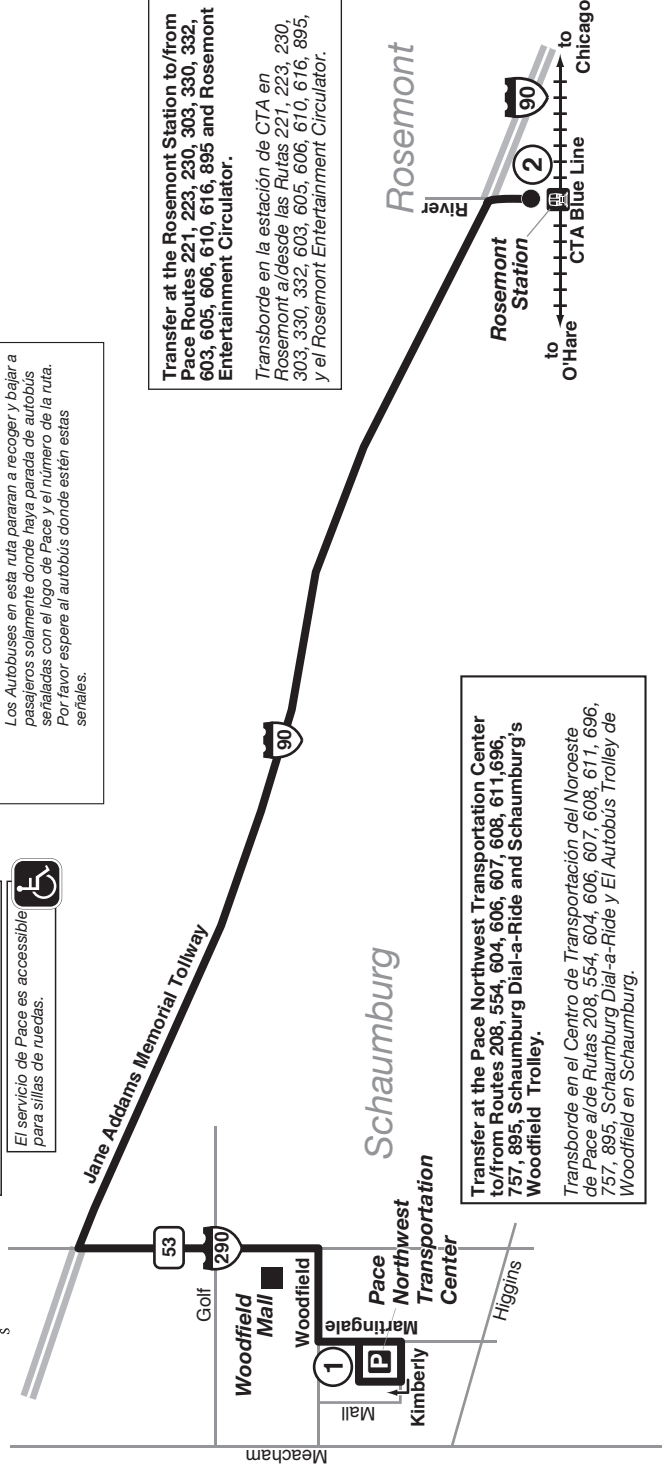 Los Autobuses en esta ruta pararan a recoger y bajar a
pasajeros solamente donde haya parada de autobús
señaladas con el logo de Pace y el número de la ruta.
Por favor espere al autobús donde estén estas
señales.
El servicio de Pace es accessible
para sillas de ruedas.
Transfer at the Rosemont Station to/from
Pace Routes 221, 223, 230, 303, 330, 332,
603, 605, 606, 610, 616, 895 and Rosemont
Entertainment Circulator.
Transborde en la estación de CTA en
Rosemont a/desde las Rutas 221, 223, 230,
303, 330, 332, 603, 605, 606, 610, 616, 895,
y el Rosemont Entertainment Circulator.
s
Jane Addams Memorial Tollway
90
53
290
Golf
Woodfield
Mall
Woodfield
Martingale
1
P
Mall
Kimberly
Meacham
Pace
Northwest
Transportation
Center
Higgins
Schaumburg
Rosemont
River
90
2
Rosemont
Station
CTA Blue Line
to
O'Hare
to
Chicago
Transfer at the Pace Northwest Transportation Center
to/from Routes 208, 554, 604, 606, 607, 608, 611,696,
757, 895, Schaumburg Dial-a-Ride and Schaumburg's
Woodfield Trolley.
Transborde en el Centro de Transportación del Noroeste
de Pace a/de Rutas 208, 554, 604, 606, 607, 608, 611, 696,
757, 895, Schaumburg Dial-a-Ride y El Autobús Trolley de
Woodfield en Schaumburg.